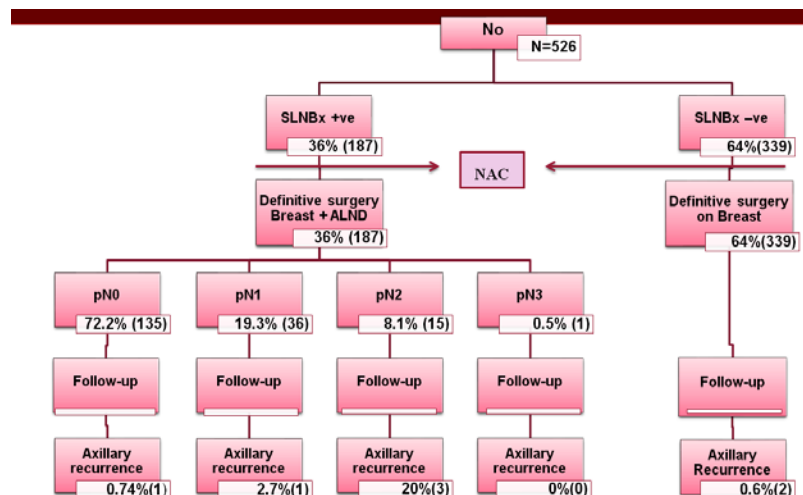 No
N=526
SLNBx +ve
36% (187)
SLNBx –ve
64%(339)
NAC
Definitive surgery
Breast + ALND
36% (187)
Definitive surgery
on Breast
64%(339)
pN0
72.2% (135)
pN1
19.3% (36)
pN2
8.1% (15)
pN3
0.5% (1)
Follow-up
Follow-up
Follow-up
Follow-up
Follow-up
Axillary
recurrence
0.74%(1)
Axillary
recurrence
2.7%(1)
Axillary
recurrence
20%(3)
Axillary
recurrence
0%(0)
Axillary
Recurrence
0.6%(2)